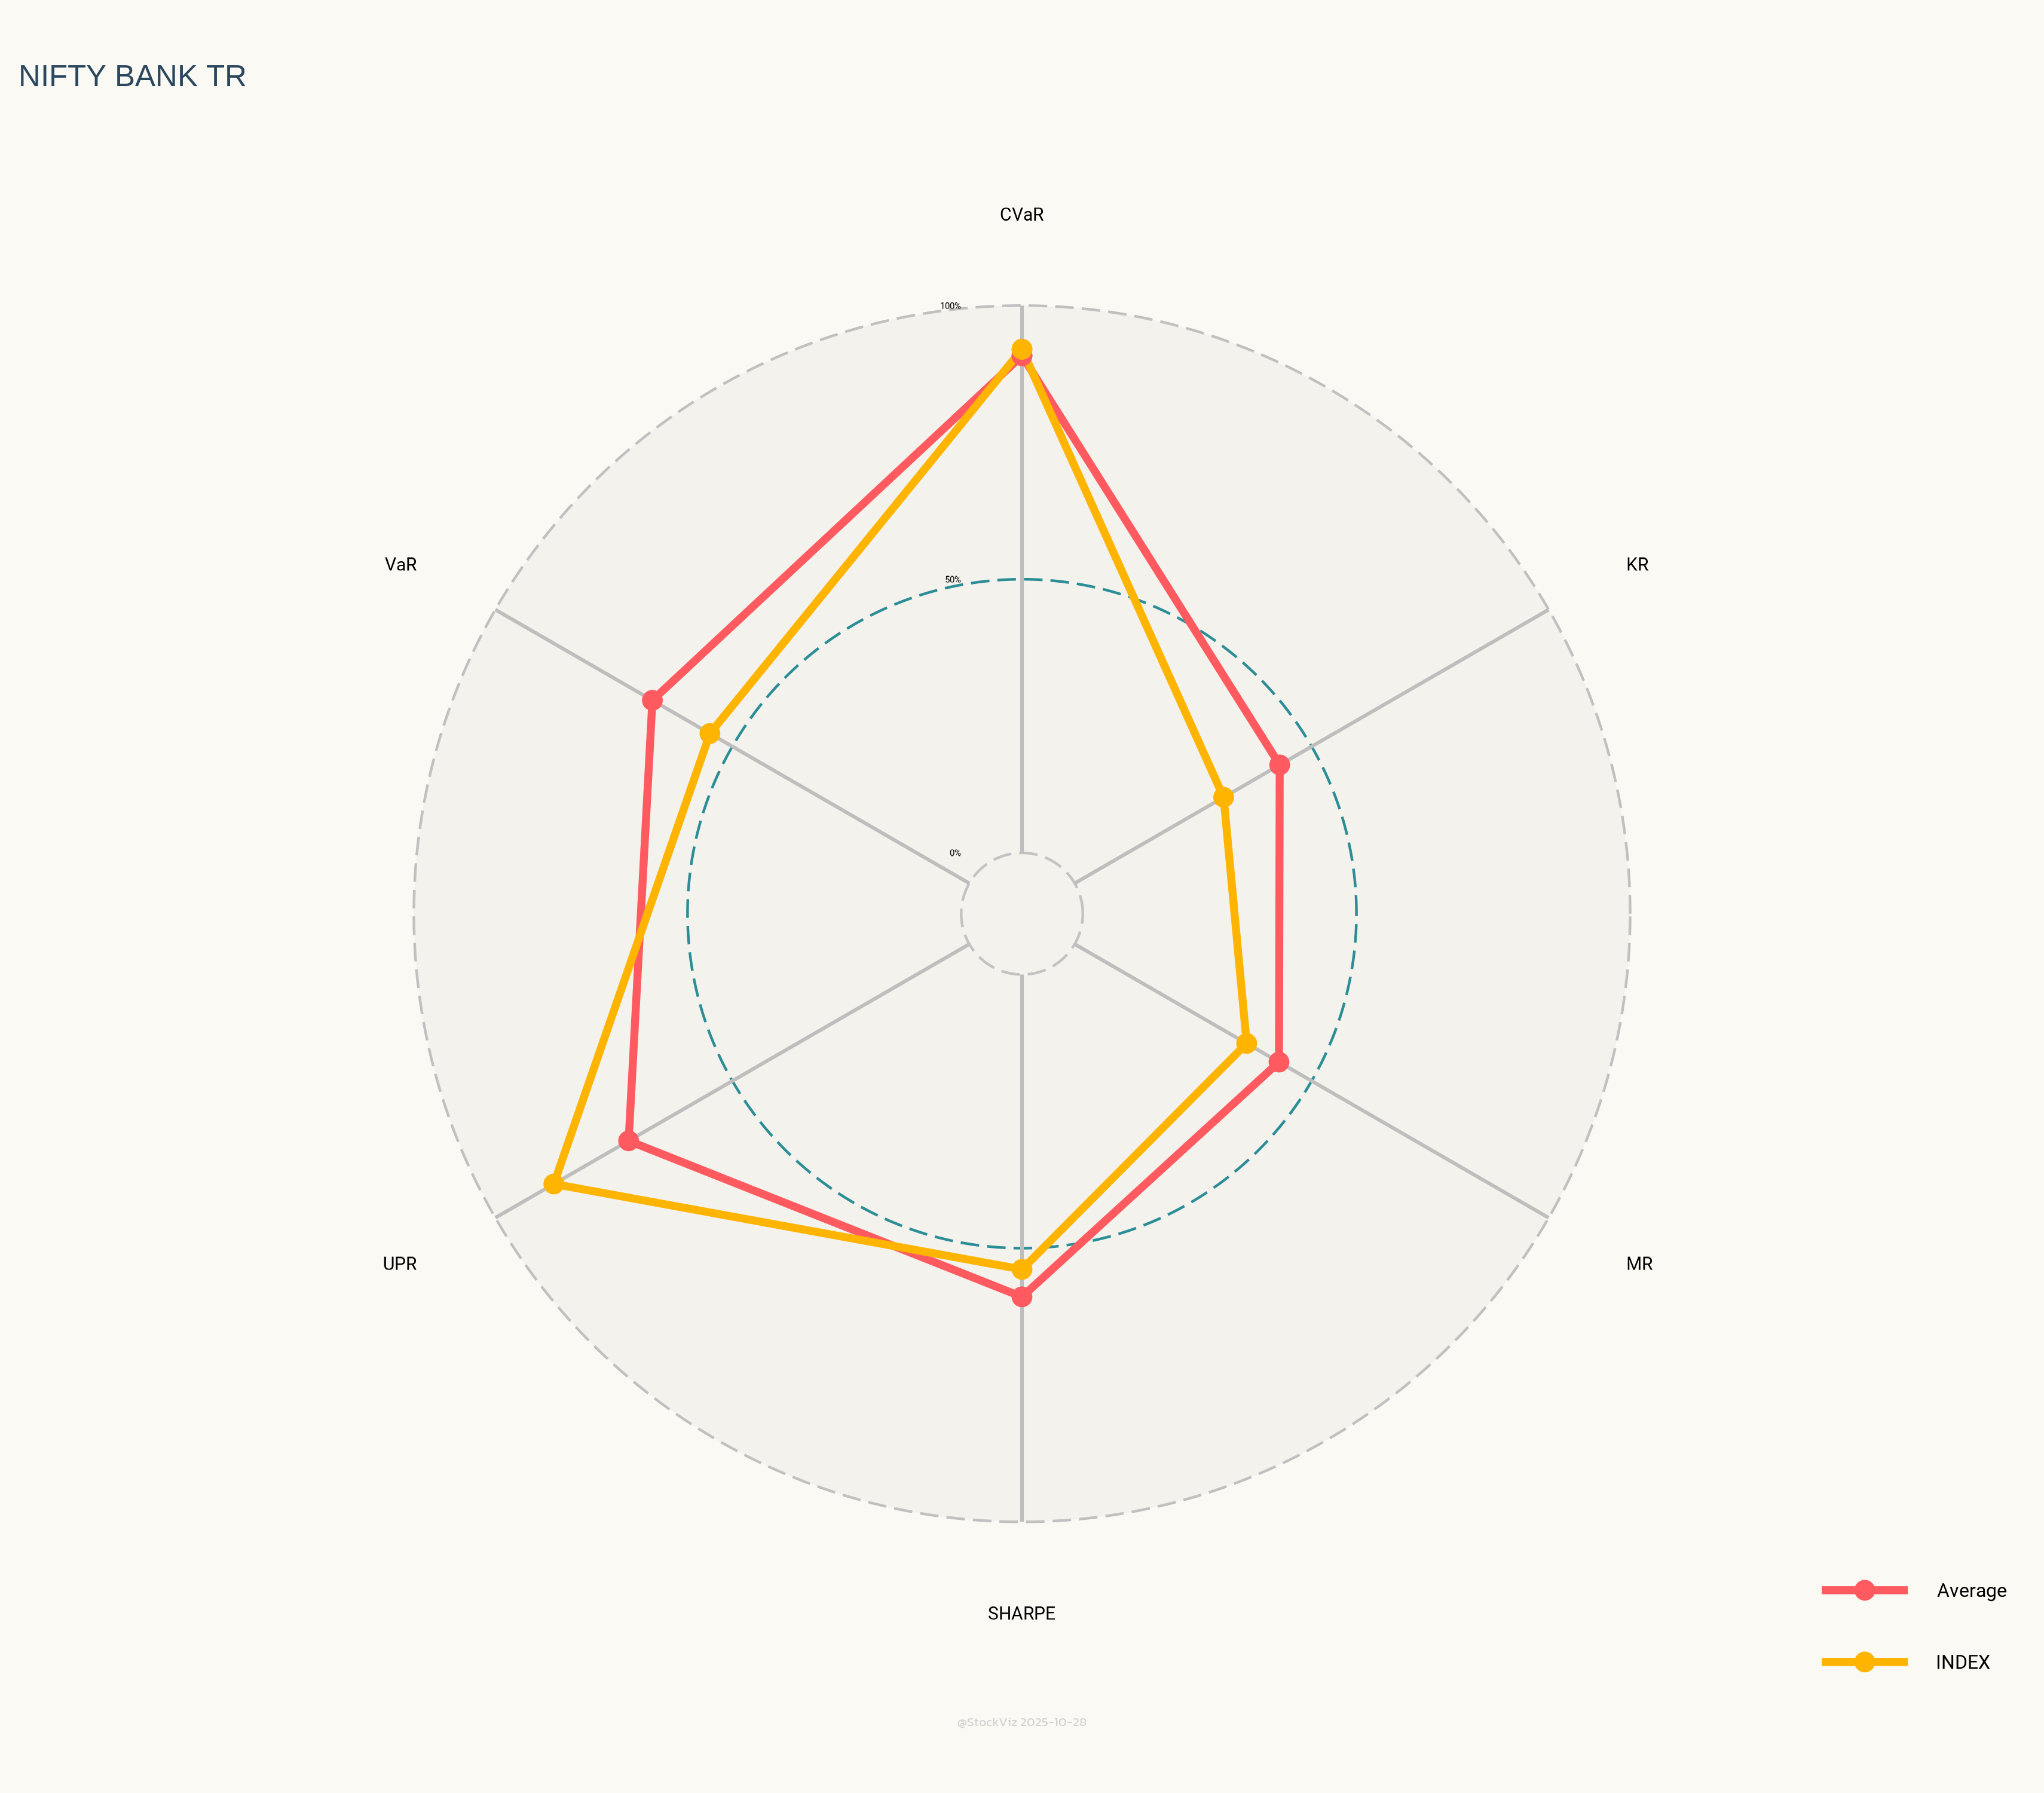 NIFTY BANK TR
CVaR
100%
VaR
KR
50%
0%
UPR
MR
SHARPE
Average
INDEX
@StockViz 2025-10-28